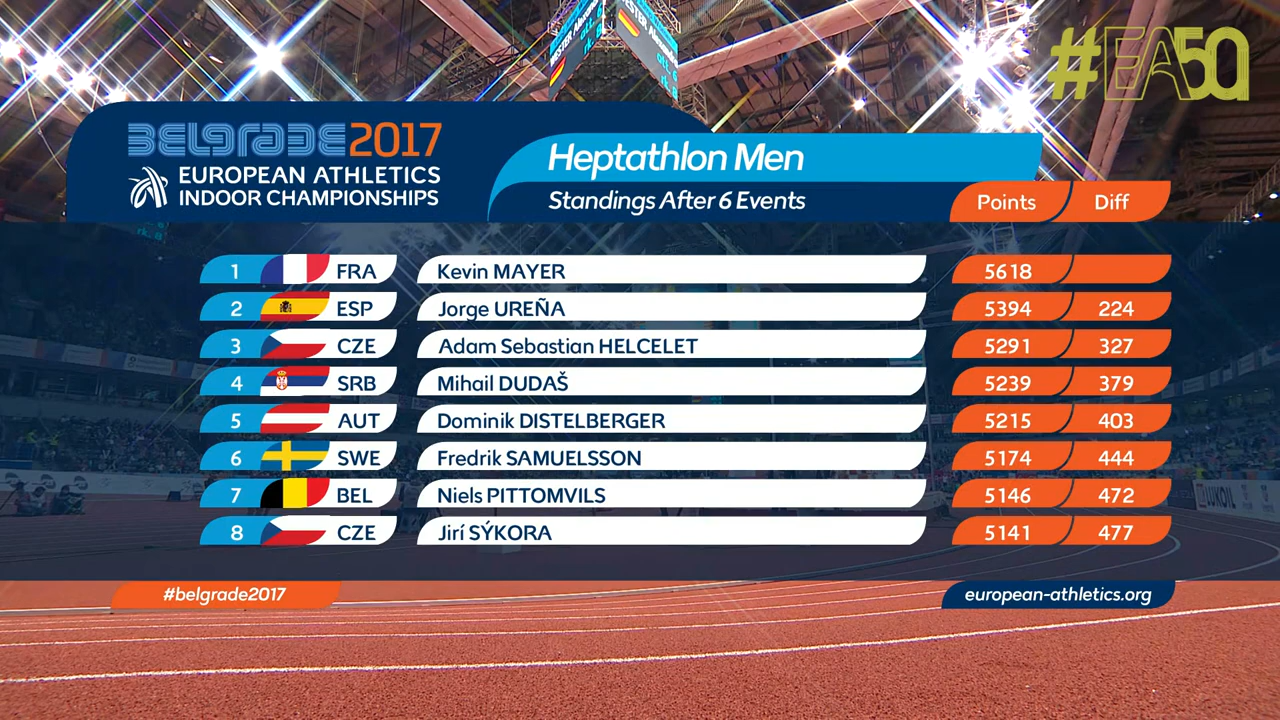 #EA50
BELGRADE 2017
EUROPEAN ATHLETICS
INDOOR CHAMPIONSHIPS
Heptathlon Men
Standings After 6 Events
Points Diff
1 FRA Kevin MAYER 5618
2 ESP Jorge UREÑA 5394 224
3 CZE Adam Sebastian HELCELET 5291 327
4 SRB Mihail DUDAŠ 5239 379
5 AUT Dominik DISTELBERGER 5215 403
6 SWE Fredrik SAMUELSSON 5174 444
7 BEL Niels PITTOMVILS 5146 472
8 CZE Jirí SÝKORA 5141 477
LUKOIL
#belgrade2017
european-athletics.org